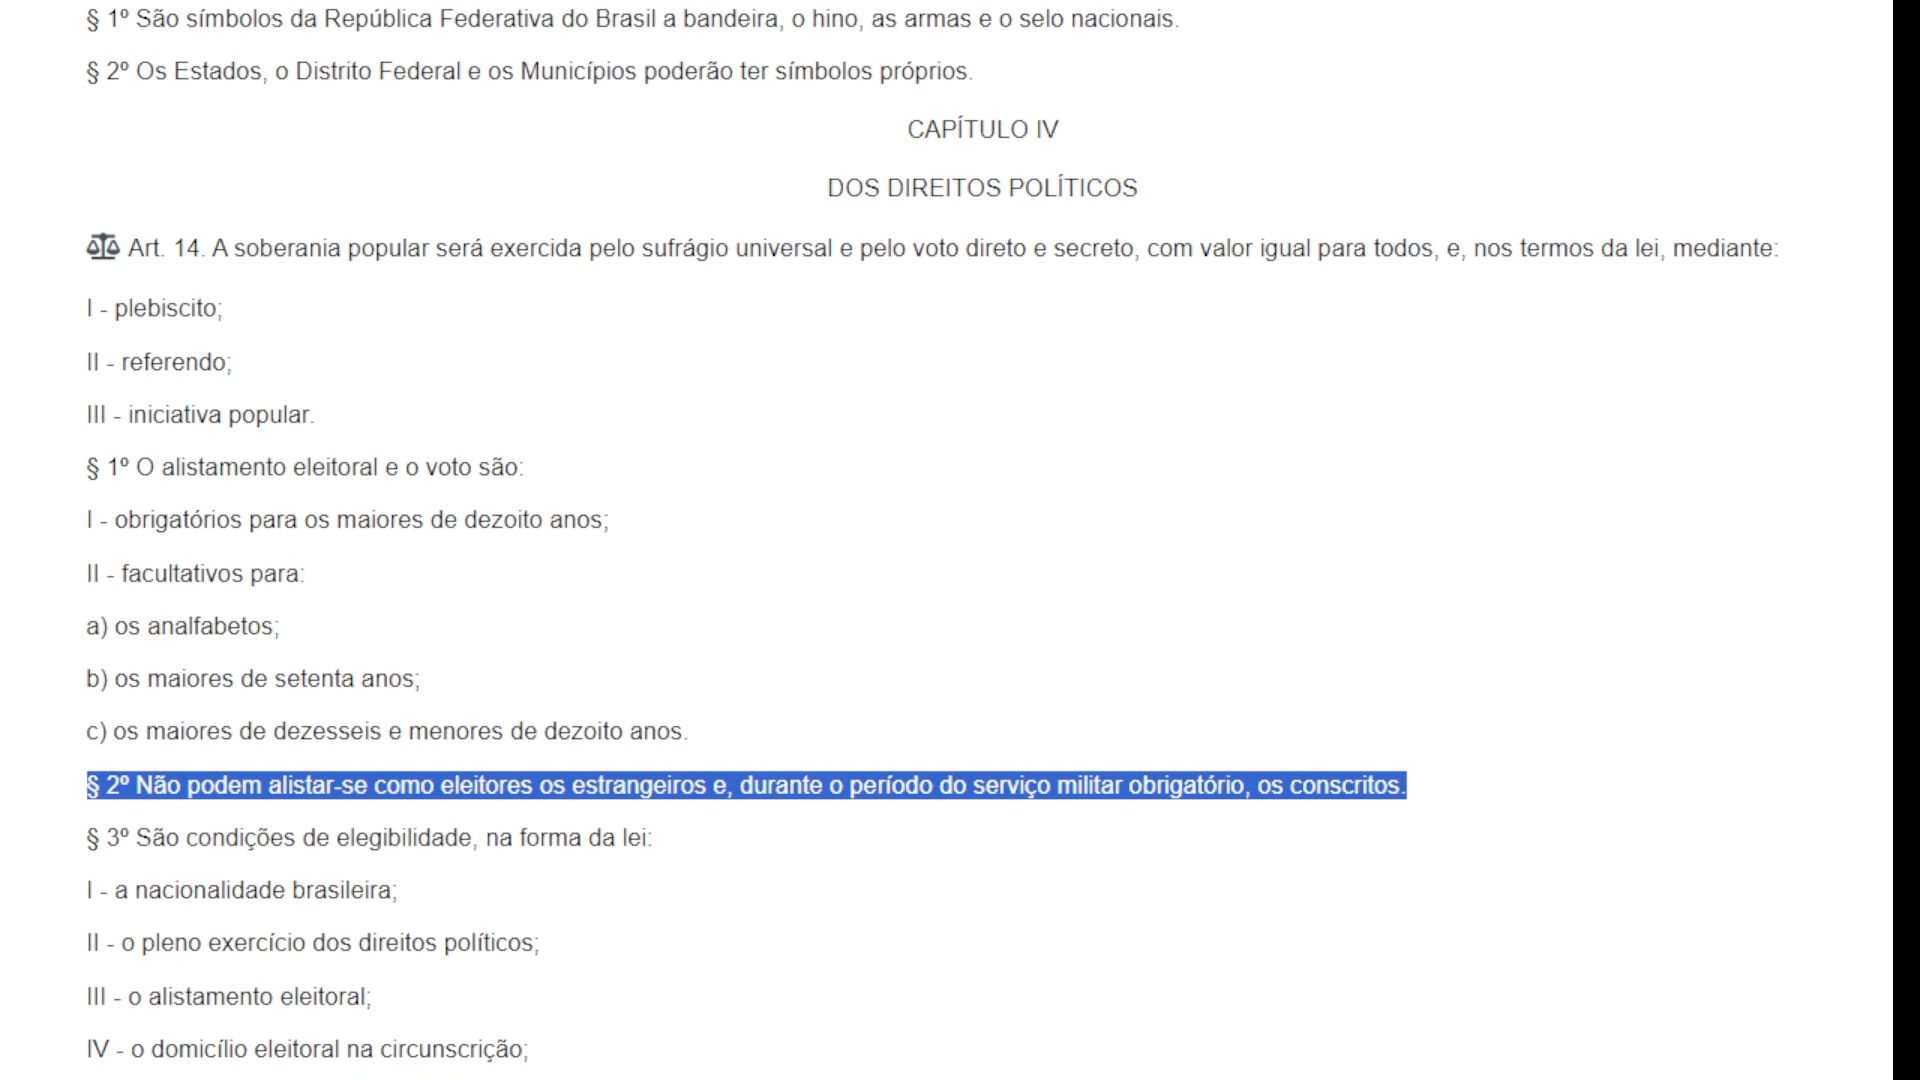 § 1º São símbolos da República Federativa do Brasil a bandeira, o hino, as armas e o selo nacionais.
§ 2º Os Estados, o Distrito Federal e os Municípios poderão ter símbolos próprios.
CAPÍTULO IV
DOS DIREITOS POLÍTICOS
Art. 14. A soberania popular será exercida pelo sufrágio universal e pelo voto direto e secreto, com valor igual para todos, e, nos termos da lei, mediante:
I - plebiscito;
II - referendo;
III - iniciativa popular.
§ 1º O alistamento eleitoral e o voto são:
I - obrigatórios para os maiores de dezoito anos;
II - facultativos para:
a) os analfabetos;
b) os maiores de setenta anos;
c) os maiores de dezesseis e menores de dezoito anos.
§ 2º Não podem alistar-se como eleitores os estrangeiros e, durante o período do serviço militar obrigatório, os conscritos.
§ 3º São condições de elegibilidade, na forma da lei:
I - a nacionalidade brasileira;
II - o pleno exercício dos direitos políticos;
III - o alistamento eleitoral;
IV - o domicílio eleitoral na circunscrição;